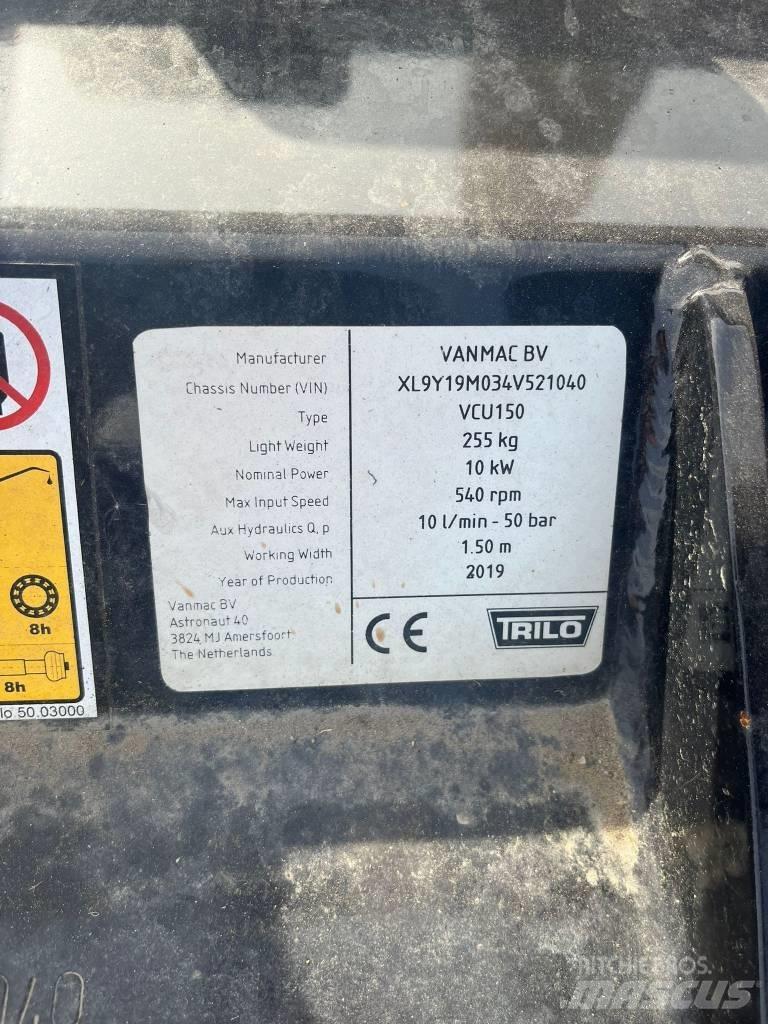 Manufacturer VANMAC BV
Chassis Number (VIN) XL9Y19M034V521040
Type VCU150
Light Weight 255 kg
Nominal Power 10 kW
Max Input Speed 540 rpm
Aux Hydraulics Q, p 10 l/min - 50 bar
Working Width 1.50 m
Year of Production 2019
Vanmac BV
Astronaut 40
3824 MJ Amersfoort
The Netherlands
CE
TRILO
8h
8h
lo 50.03000
040
RITCHIE BROS.
MASCUS